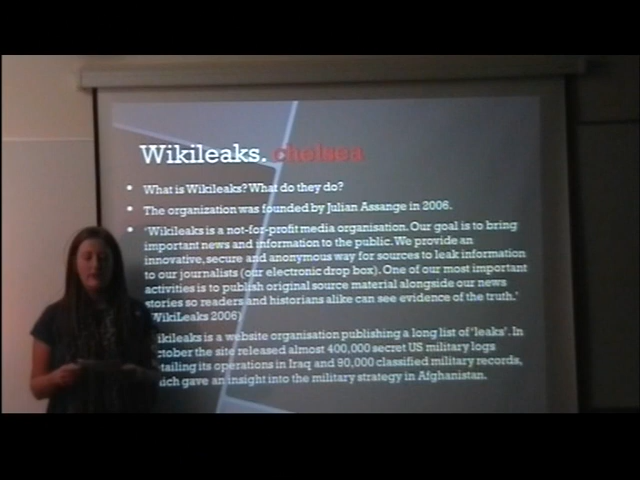 Wikileaks. chelsea
What is Wikileaks? What do they do?
The organization was founded by Julian Assange in 2006.
'Wikileaks is a not-for-profit media organisation. Our goal is to bring
important news and information to the public. We provide an
innovative, secure and anonymous way for sources to leak information
to our journalists (our electronic drop box). One of our most important
activities is to publish original source material alongside our news
stories so readers and historians alike can see evidence of the truth.'
WikiLeaks 2006)
ikileaks is a website organisation publishing a long list of 'leaks'. In
ctober the site released almost 400,000 secret US military logs
tailing its operations in Iraq and 90,000 classified military records,
ich gave an insight into the military strategy in Afghanistan.